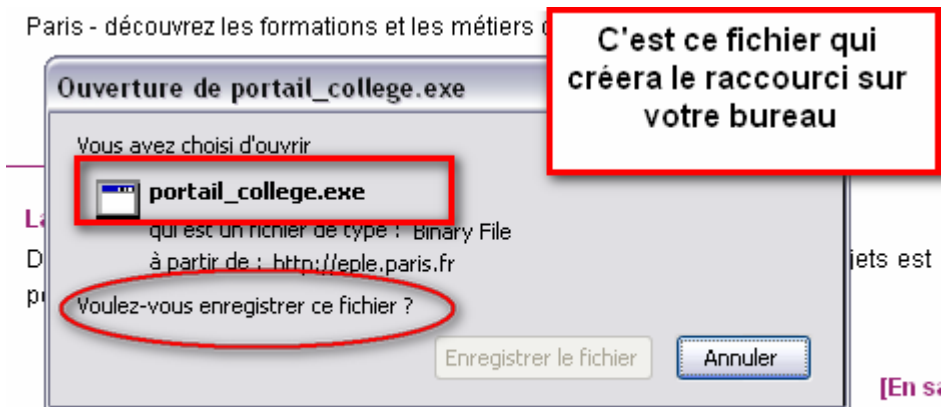 Paris - découvrez les formations et les métiers
C'est ce fichier qui
créera le raccourci sur
votre bureau
Ouverture de portail_college.exe
Vous avez choisi d'ouvrir
portail_college.exe
qui est un fichier de type : Binary File
à partir de : http://eple.paris.fr
jets est
Voulez-vous enregistrer ce fichier ?
Enregistrer le fichier
Annuler
[En sa